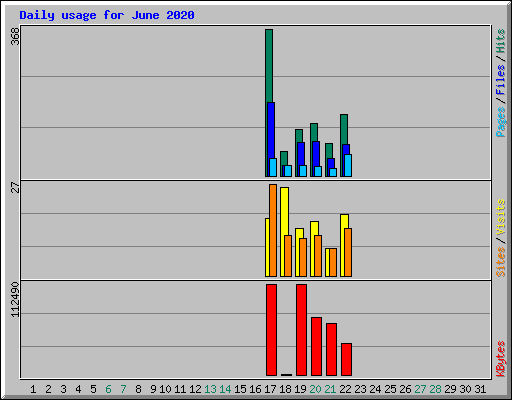 Daily usage for June 2020
368
27
112490
Pages/Files/Hits
Sites/Visits
KBytes
1 2 3 4 5 6 7 8 9 10 11 12 13 14 15 16 17 18 19 20 21 22 23 24 25 26 27 28 29 30 31